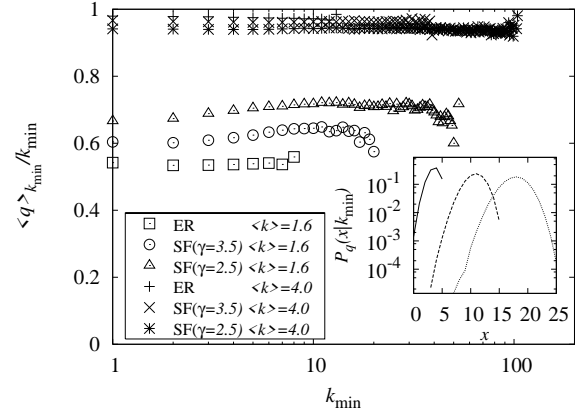 1
0.8
0.6
0.4
0.2
0
<q>kmin/kmin
ER <k>=1.6
SF(γ=3.5) <k>=1.6
SF(γ=2.5) <k>=1.6
ER <k>=4.0
SF(γ=3.5) <k>=4.0
SF(γ=2.5) <k>=4.0
10⁻¹
10⁻²
10⁻³
10⁻⁴
Pq(x|kmin)
0 5 10 15 20 25
x
1 10 100
kmin